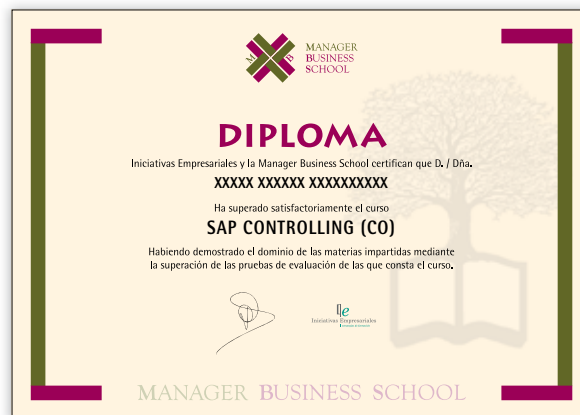 M B
MANAGER
BUSINESS
SCHOOL
DIPLOMA
Iniciativas Empresariales y la Manager Business School certifican que D. / Dña.
XXXXX XXXXXX XXXXXXXXXX
Ha superado satisfactoriamente el curso
SAP CONTROLLING (CO)
Habiendo demostrado el dominio de las materias impartidas mediante
la superación de las pruebas de evaluación de las que consta el curso.
Iniciativas Empresariales
MANAGER BUSINESS SCHOOL